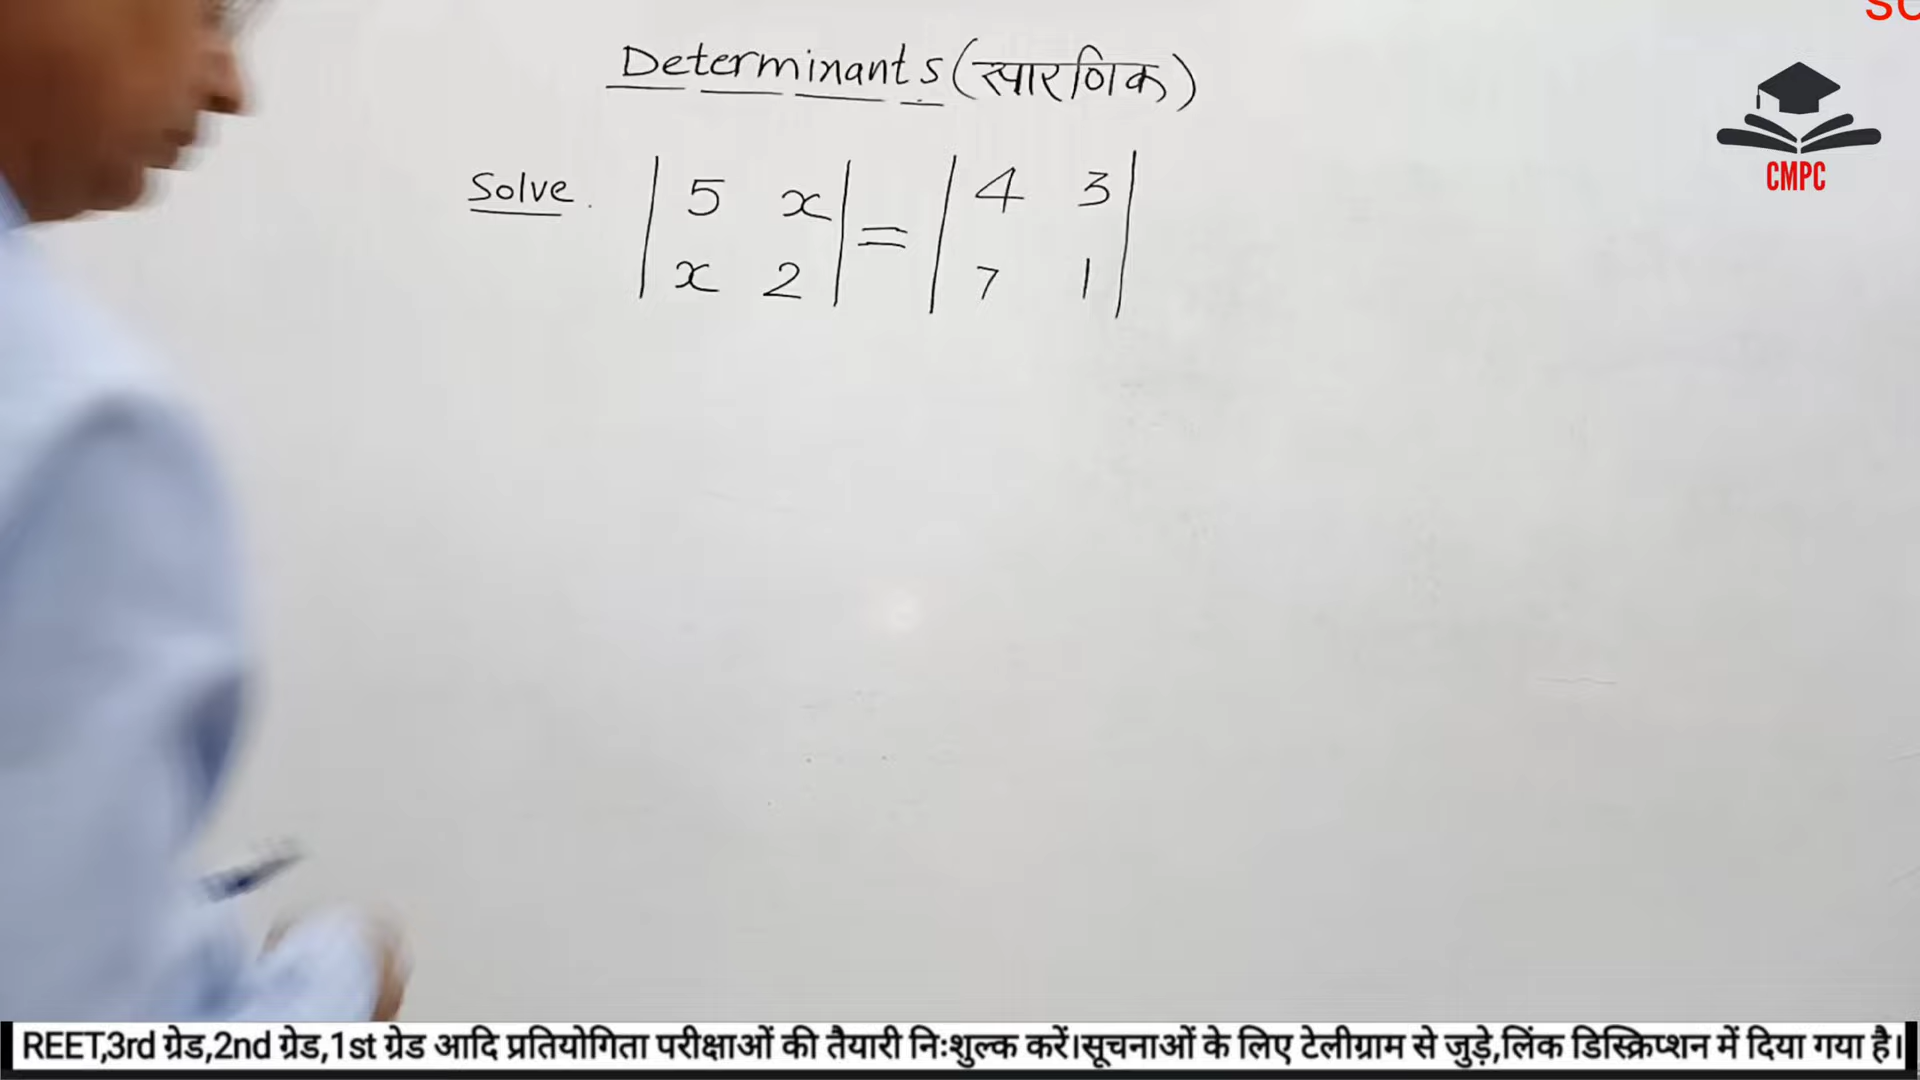 SC
Determinants (सारणिक)
CMPC
Solve. | 5 x | = | 4 3 |
| x 2 | | 7 1 |
REET,3rd ग्रेड,2nd ग्रेड,1st ग्रेड आदि प्रतियोगिता परीक्षाओं की तैयारी निःशुल्क करें।सूचनाओं के लिए टेलीग्राम से जुड़े,लिंक डिस्क्रिप्शन में दिया गया है।